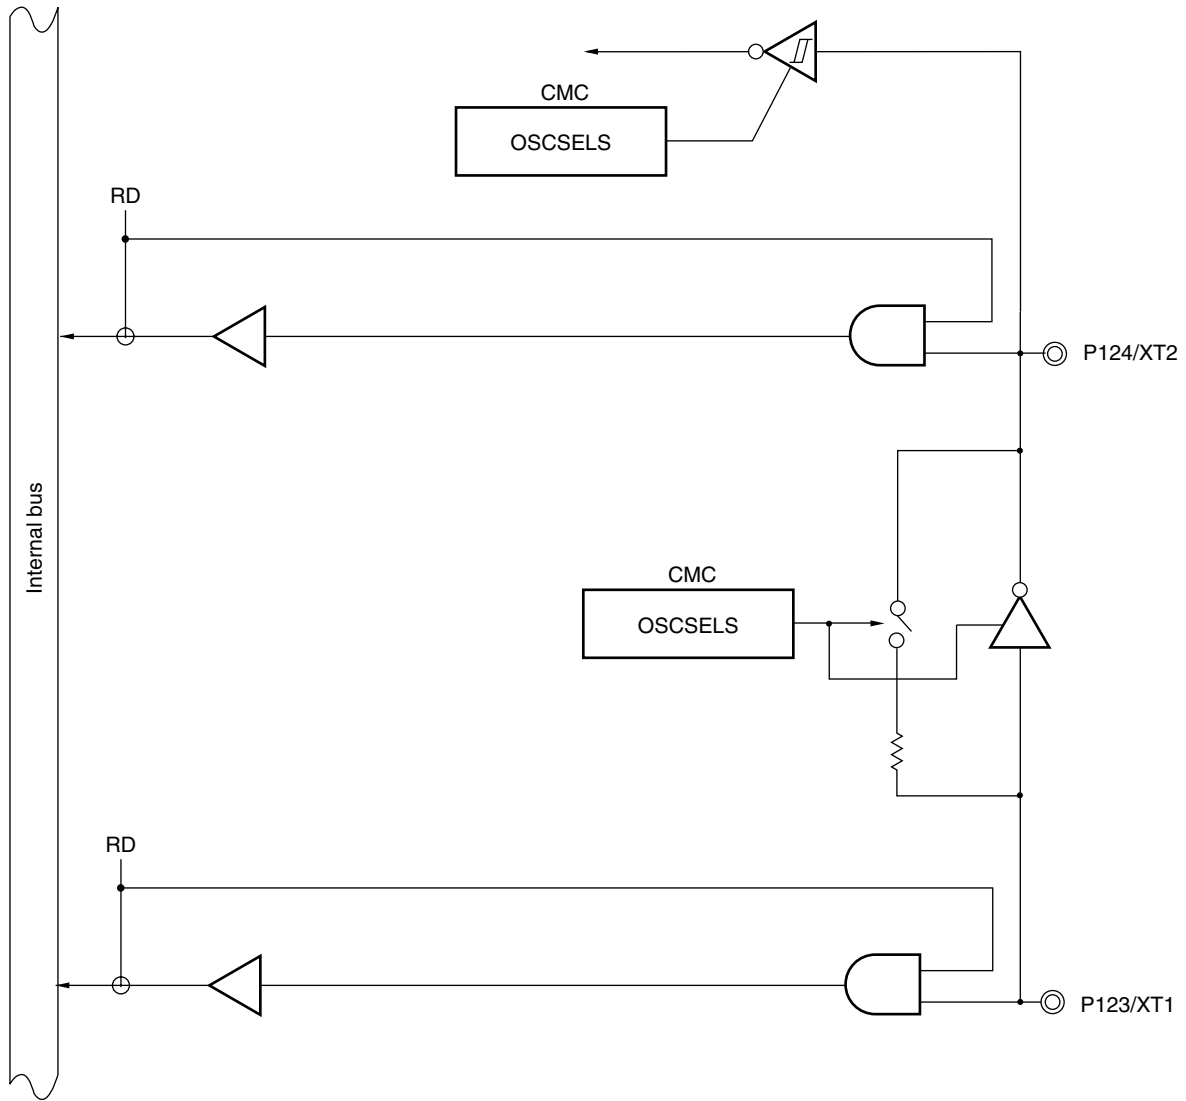 CMC
OSCSELS
RD
P124/XT2
Internal bus
CMC
OSCSELS
RD
P123/XT1